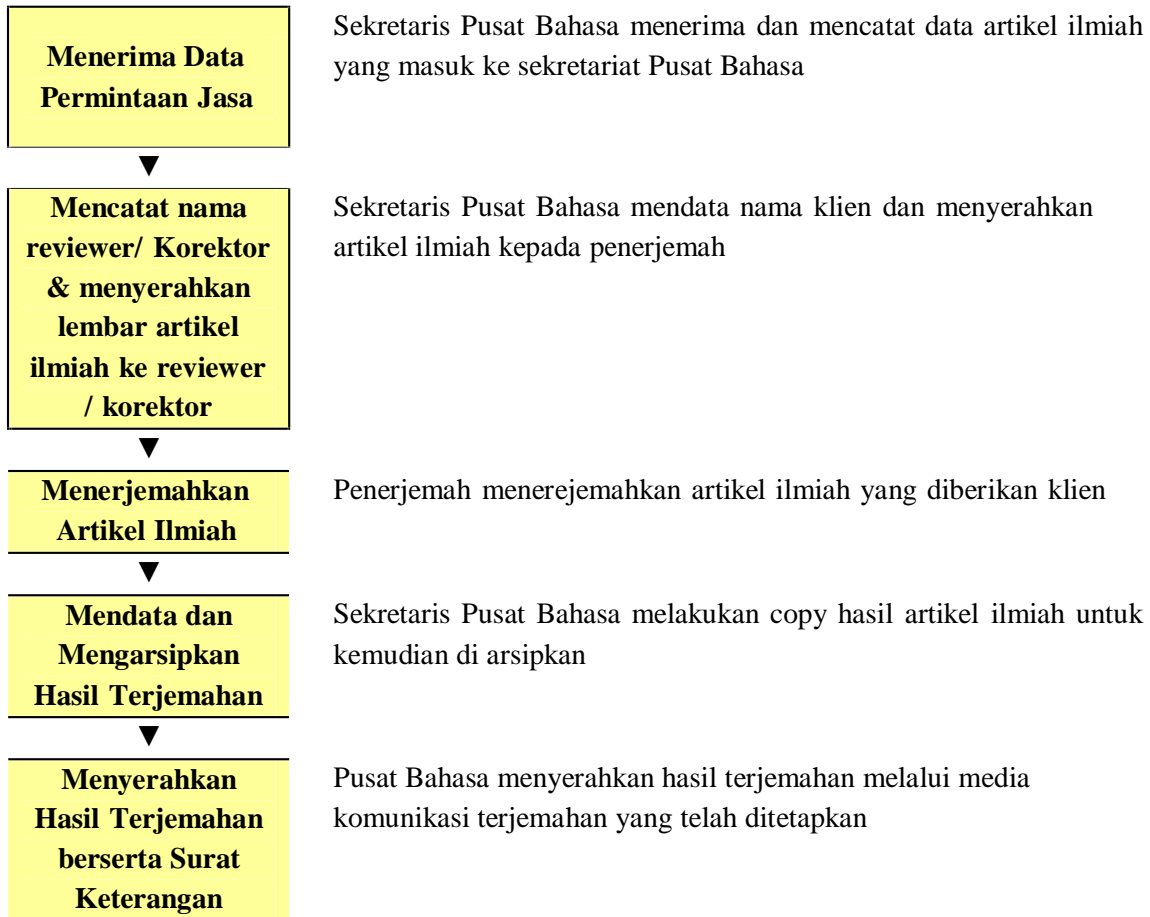 Menerima Data
Permintaan Jasa
Sekretaris Pusat Bahasa menerima dan mencatat data artikel ilmiah
yang masuk ke sekretariat Pusat Bahasa
▼
Mencatat nama
reviewer/ Korektor
& menyerahkan
lembar artikel
ilmiah ke reviewer
/ korektor
Sekretaris Pusat Bahasa mendata nama klien dan menyerahkan
artikel ilmiah kepada penerjemah
▼
Menerjemahkan
Artikel Ilmiah
Penerjemah menerejemahkan artikel ilmiah yang diberikan klien
▼
Mendata dan
Mengarsipkan
Hasil Terjemahan
Sekretaris Pusat Bahasa melakukan copy hasil artikel ilmiah untuk
kemudian di arsipkan
▼
Menyerahkan
Hasil Terjemahan
berserta Surat
Keterangan
Pusat Bahasa menyerahkan hasil terjemahan melalui media
komunikasi terjemahan yang telah ditetapkan